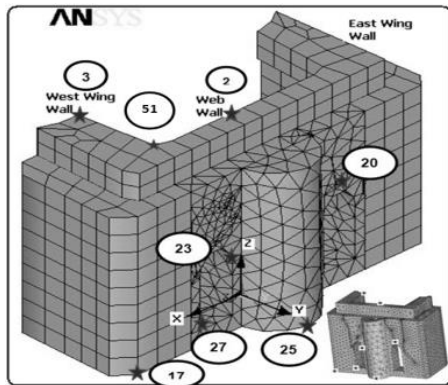 ANSYS
East Wing
Wall
3
2
West Wing
Wall
51
Web
Wall
20
23
Z
X
Y
27
25
17